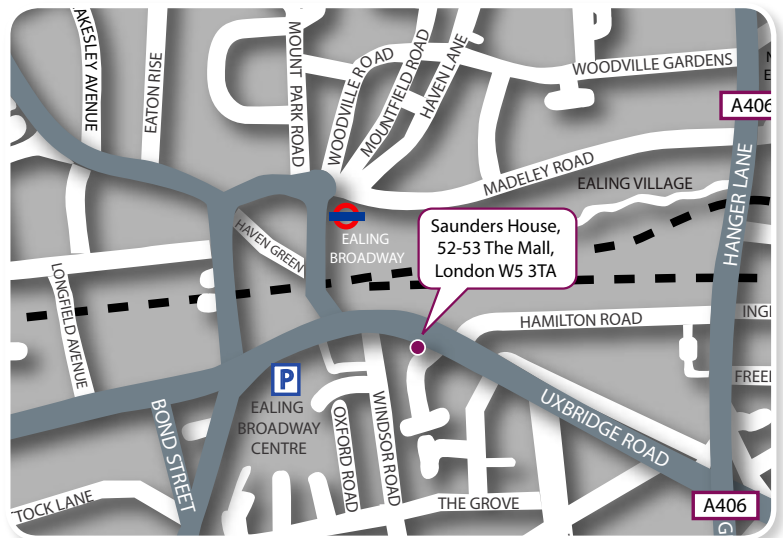 AKESLEY AVENUE
EATON RISE
MOUNT PARK ROAD
WOODVILLE ROAD
MOUNTFIELD ROAD
HAVEN LANE
WOODVILLE GARDENS
A406
MADELEY ROAD
EALING VILLAGE
HANGER LANE
HAVEN GREEN
EALING
BROADWAY
Saunders House,
52-53 The Mall,
London W5 3TA
LONGFIELD AVENUE
HAMILTON ROAD
INGL
FREEL
P
EALING
BROADWAY
CENTRE
BOND STREET
OXFORD ROAD
WINDSOR ROAD
UXBRIDGE ROAD
TOCK LANE
THE GROVE
A406
G